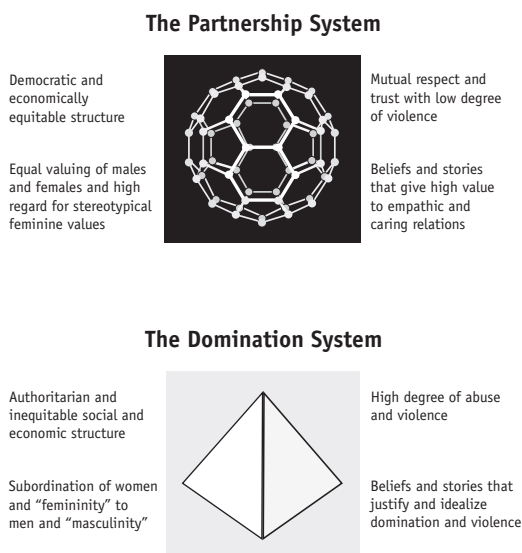 The Partnership System
Democratic and
economically
equitable structure
Mutual respect and
trust with low degree
of violence
Equal valuing of males
and females and high
regard for stereotypical
feminine values
Beliefs and stories
that give high value
to empathic and
caring relations
The Domination System
Authoritarian and
inequitable social and
economic structure
High degree of abuse
and violence
Subordination of women
and “femininity” to
men and “masculinity”
Beliefs and stories that
justify and idealize
domination and violence